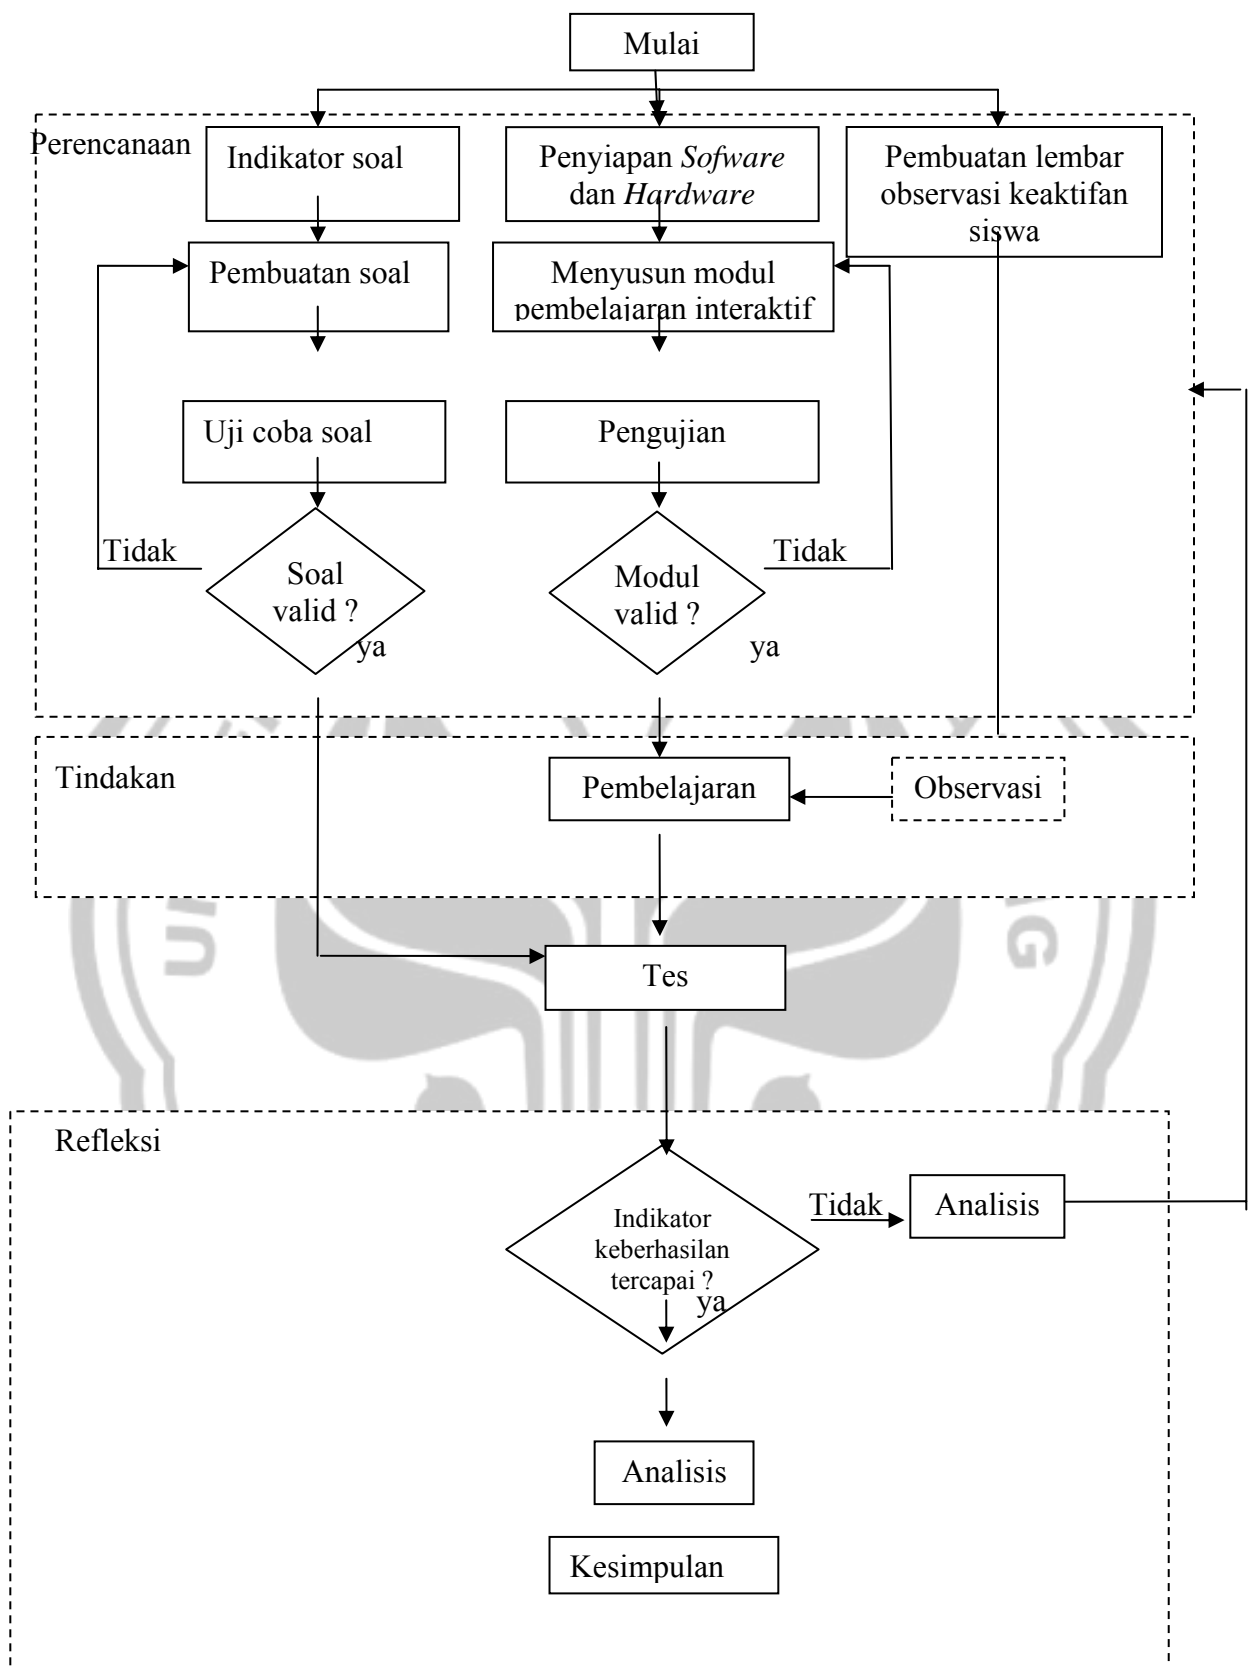 Mulai
Perencanaan
Indikator soal
Penyiapan Sofware
dan Hardware
Pembuatan lembar
observasi keaktifan
siswa
Pembuatan soal
Menyusun modul
pembelajaran interaktif
Uji coba soal
Pengujian
Tidak
Soal
valid ?
ya
Modul
valid ?
Tidak
ya
Tindakan
Pembelajaran
Observasi
Tes
Refleksi
Indikator
keberhasilan
tercapai ?
Tidak
Analisis
ya
Analisis
Kesimpulan